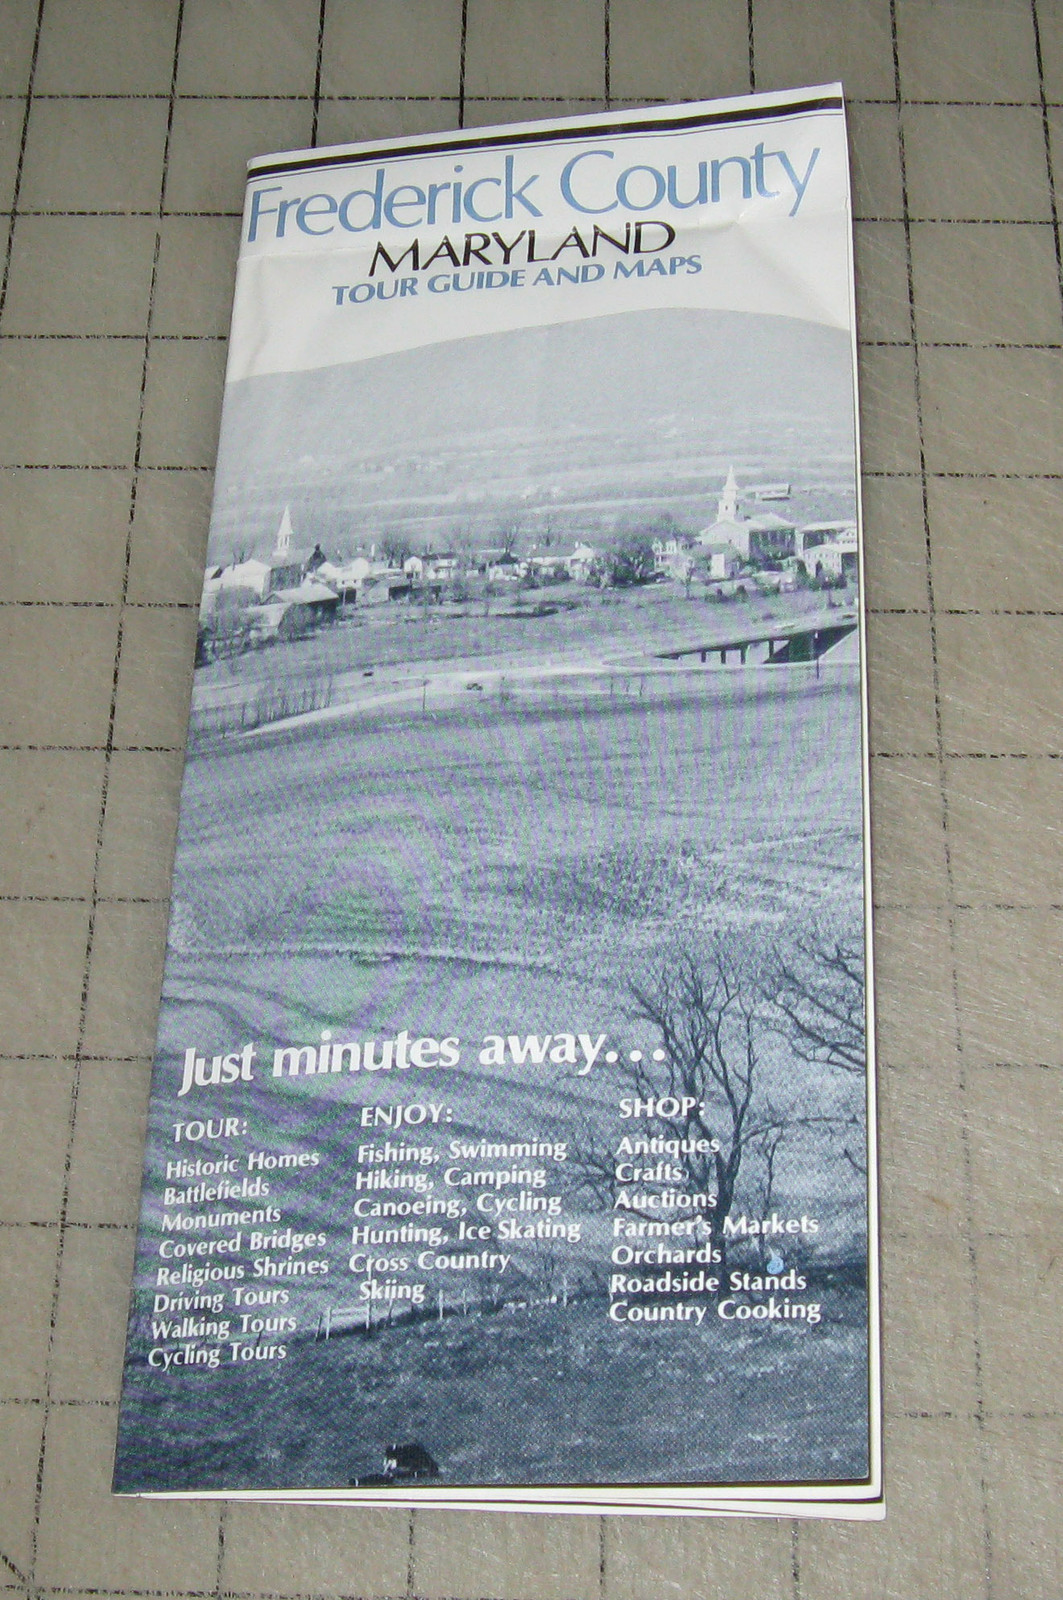 Frederick County
MARYLAND
TOUR GUIDE AND MAPS
Just minutes away...
TOUR:
Historic Homes
Battlefields
Monuments
Covered Bridges
Religious Shrines
Driving Tours
Walking Tours
Cycling Tours
ENJOY:
Fishing, Swimming
Hiking, Camping
Canoeing, Cycling
Hunting, Ice Skating
Cross Country
Skiing
SHOP:
Antiques
Crafts
Auctions
Farmer's Markets
Orchards
Roadside Stands
Country Cooking